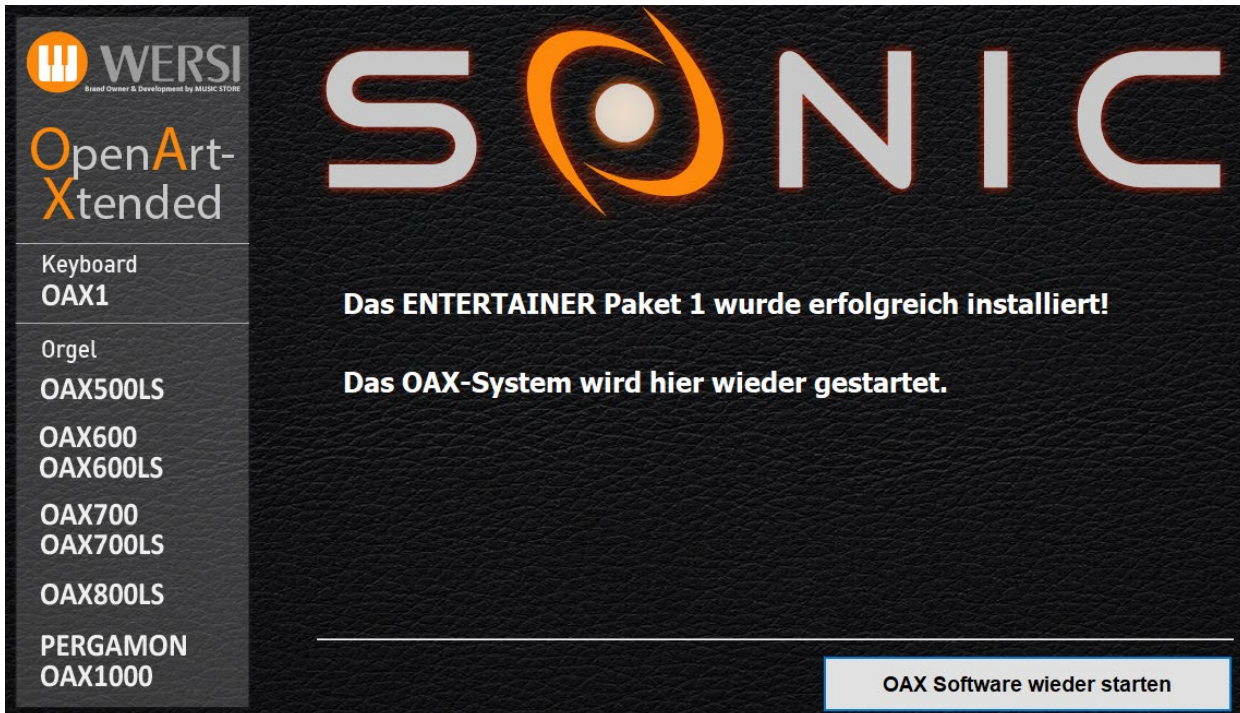 WERSI
Brand Owner & Development by MUSIC STORE
OpenArt-
Xtended
Keyboard
OAX1
Orgel
OAX500LS
OAX600
OAX600LS
OAX700
OAX700LS
OAX800LS
PERGAMON
OAX1000
SONIC
Das ENTERTAINER Paket 1 wurde erfolgreich installiert!
Das OAX-System wird hier wieder gestartet.
OAX Software wieder starten